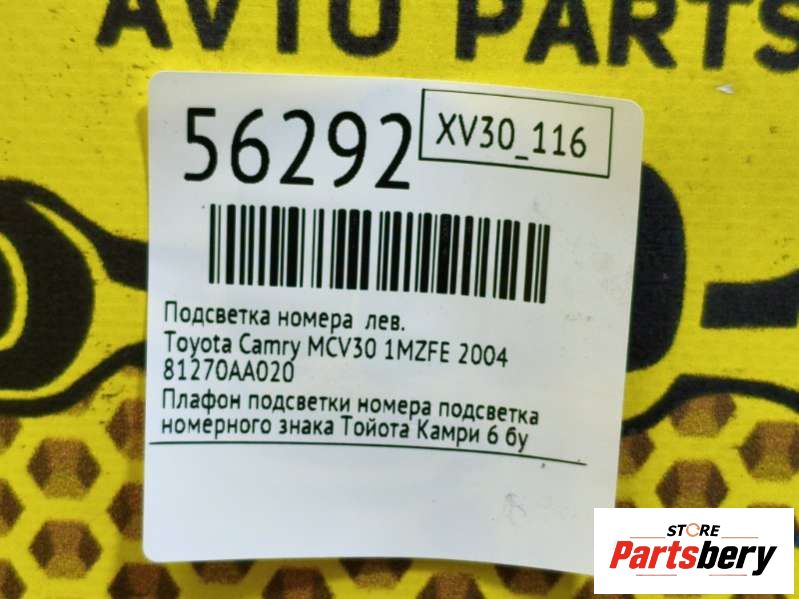 AVTO PARTS
56292
XV30_116
Подсветка номера лев.
Toyota Camry MCV30 1MZFE 2004
81270AA020
Плафон подсветки номера подсветка
номерного знака Тойота Камри 6 бу
STORE
Partsbery